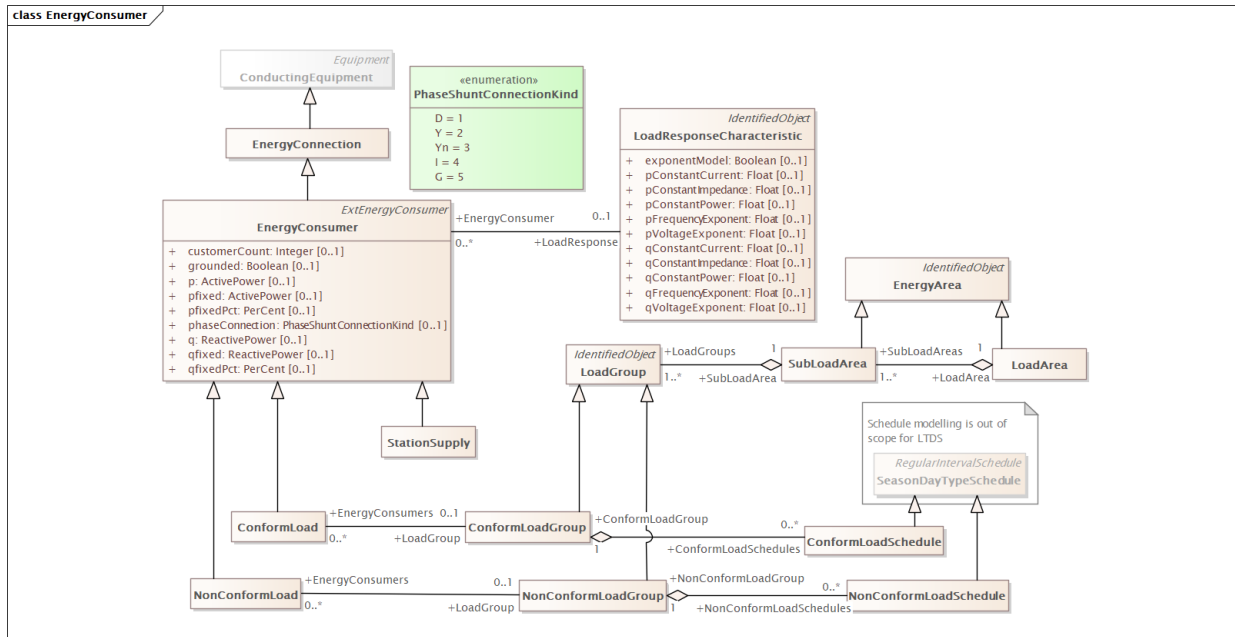 class EnergyConsumer
Equipment
ConductingEquipment
«enumeration»
PhaseShuntConnectionKind
D = 1
Y = 2
Yn = 3
I = 4
G = 5
EnergyConnection
IdentifiedObject
LoadResponseCharacteristic
+ exponentModel: Boolean [0..1]
+ pConstantCurrent: Float [0..1]
+ pConstantImpedance: Float [0..1]
+ pConstantPower: Float [0..1]
+ pFrequencyExponent: Float [0..1]
+ pVoltageExponent: Float [0..1]
+ qConstantCurrent: Float [0..1]
+ qConstantImpedance: Float [0..1]
+ qConstantPower: Float [0..1]
+ qFrequencyExponent: Float [0..1]
+ qVoltageExponent: Float [0..1]
ExtEnergyConsumer
EnergyConsumer
+ customerCount: Integer [0..1]
+ grounded: Boolean [0..1]
+ p: ActivePower [0..1]
+ pfixed: ActivePower [0..1]
+ pfixedPct: PerCent [0..1]
+ phaseConnection: PhaseShuntConnectionKind [0..1]
+ q: ReactivePower [0..1]
+ qfixed: ReactivePower [0..1]
+ qfixedPct: PerCent [0..1]
+EnergyConsumer 0..1
0..* +LoadResponse
IdentifiedObject
EnergyArea
IdentifiedObject
LoadGroup
+LoadGroups 1
1..* +SubLoadArea
SubLoadArea
+SubLoadAreas 1
1..* +LoadArea
LoadArea
StationSupply
Schedule modelling is out of
scope for LTDS
RegularIntervalSchedule
SeasonDayTypeSchedule
ConformLoad
+EnergyConsumers 0..1
0..* +LoadGroup
ConformLoadGroup
+ConformLoadGroup 0..*
1 +ConformLoadSchedules
ConformLoadSchedule
NonConformLoad
+EnergyConsumers 0..1
0..* +LoadGroup
NonConformLoadGroup
+NonConformLoadGroup 0..*
1 +NonConformLoadSchedules
NonConformLoadSchedule